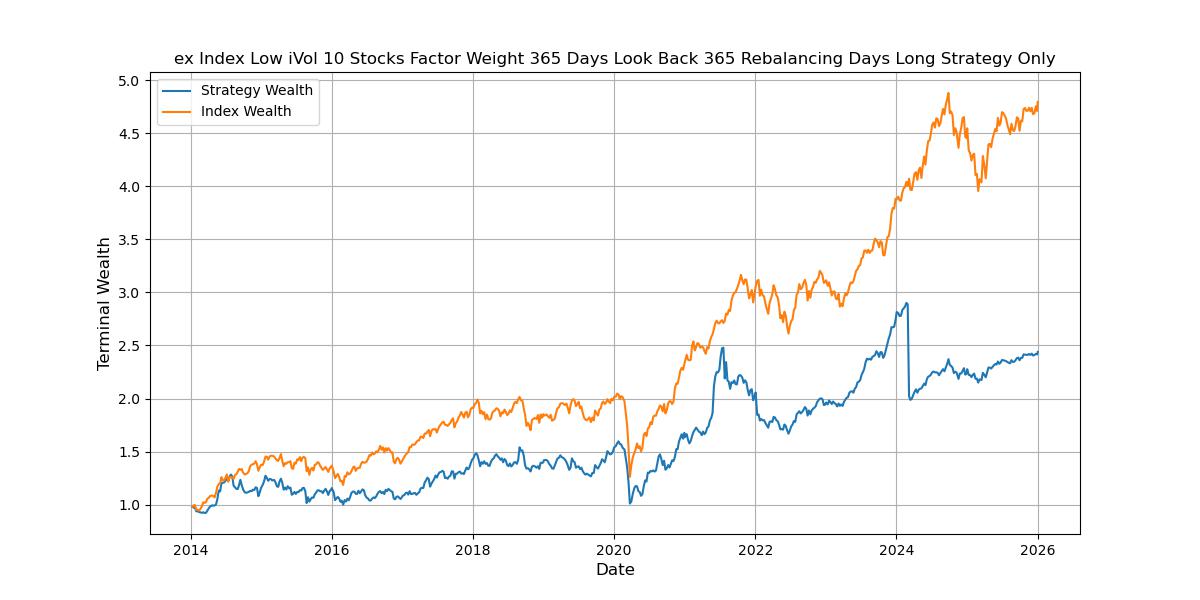 ex Index Low iVol 10 Stocks Factor Weight 365 Days Look Back 365 Rebalancing Days Long Strategy Only
Strategy Wealth
Index Wealth
Terminal Wealth
5.0
4.5
4.0
3.5
3.0
2.5
2.0
1.5
1.0
2014 2016 2018 2020 2022 2024 2026
Date